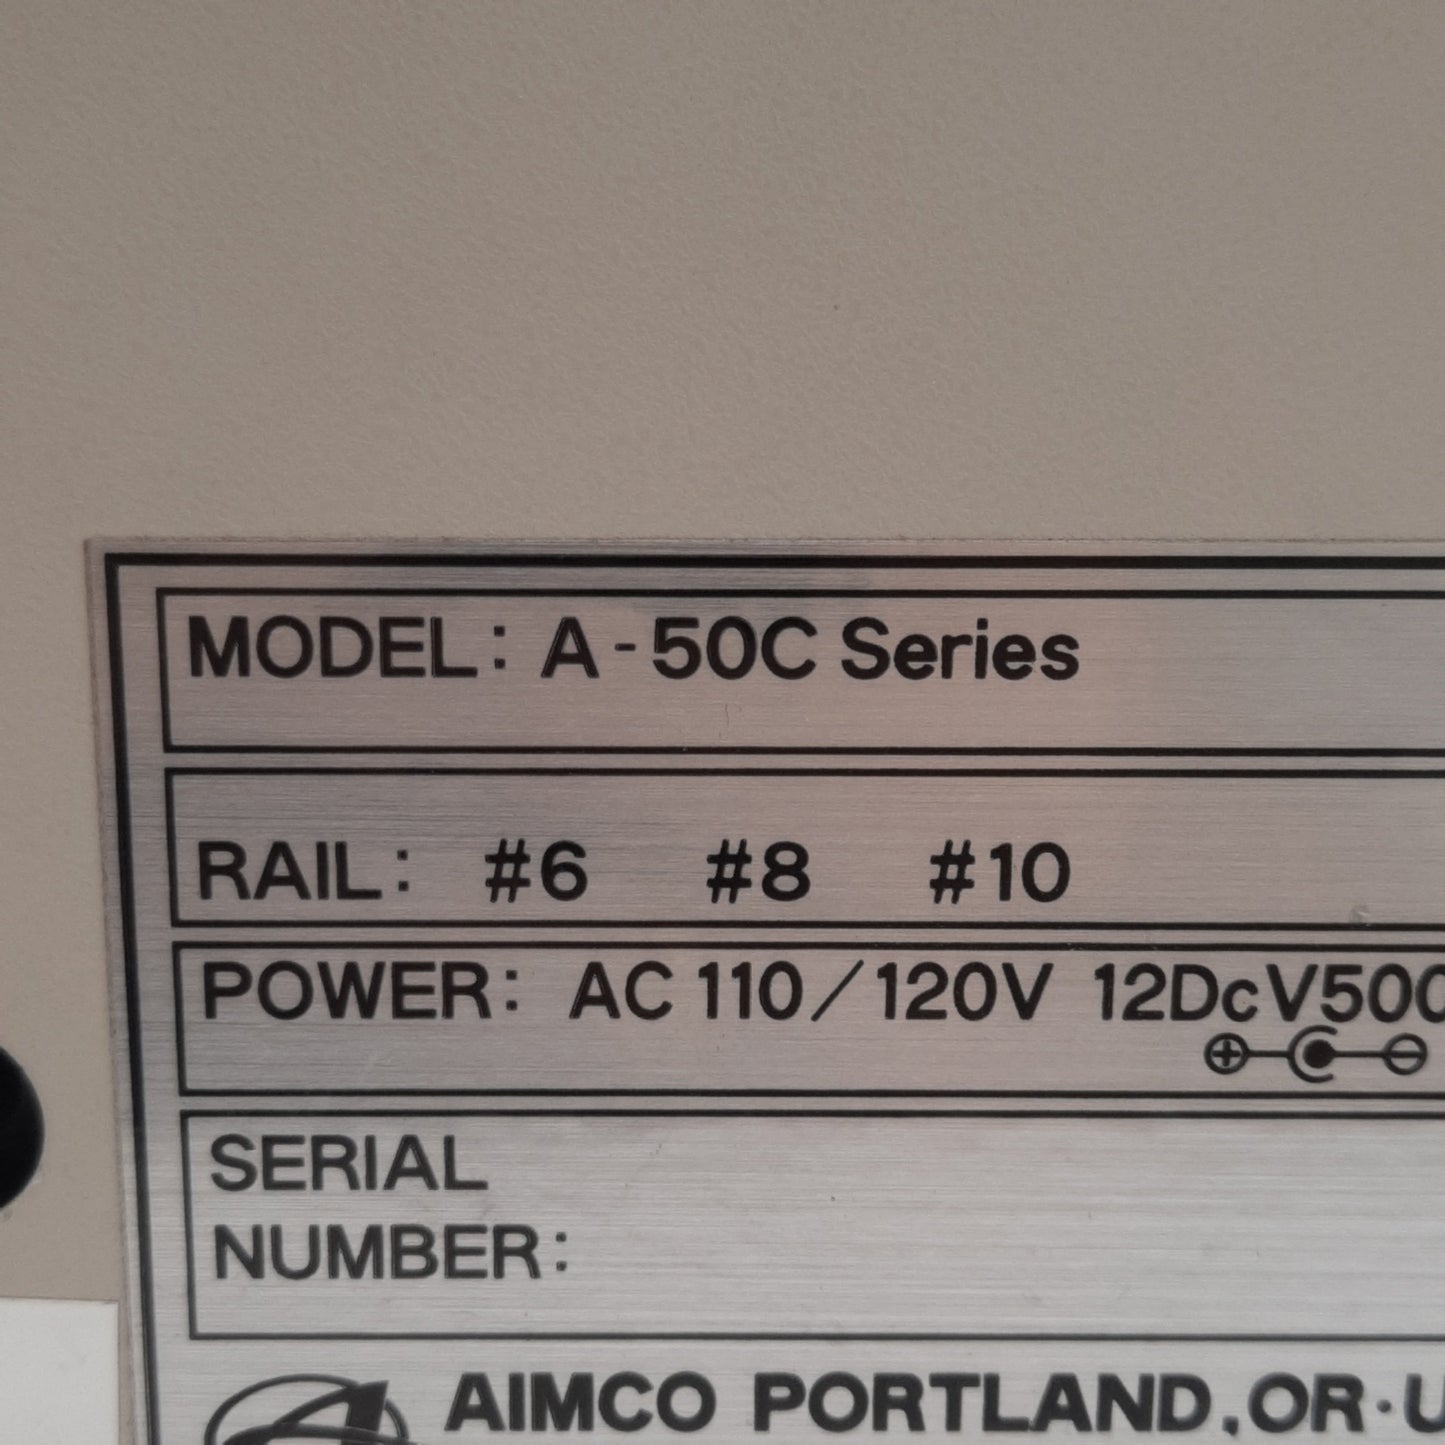 MODEL: A-50C Series
RAIL: #6 #8 #10
POWER: AC 110/120V 12DcV500
SERIAL
NUMBER:
AIMCO PORTLAND, OR·U